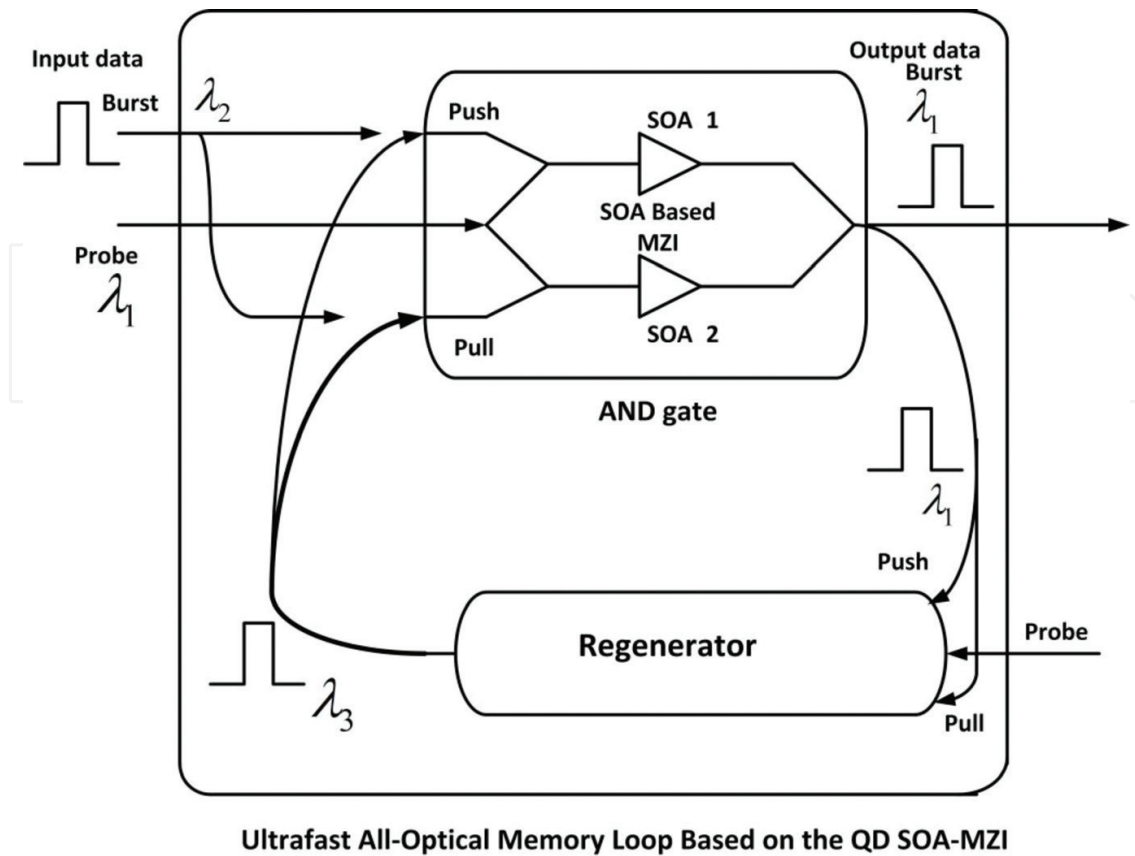 Input data
Burst
λ2
Output data
Burst
λ1
Push
SOA 1
SOA Based
MZI
Probe
λ1
SOA 2
Pull
AND gate
λ1
Push
Regenerator
Probe
λ3
Pull
Ultrafast All-Optical Memory Loop Based on the QD SOA-MZI